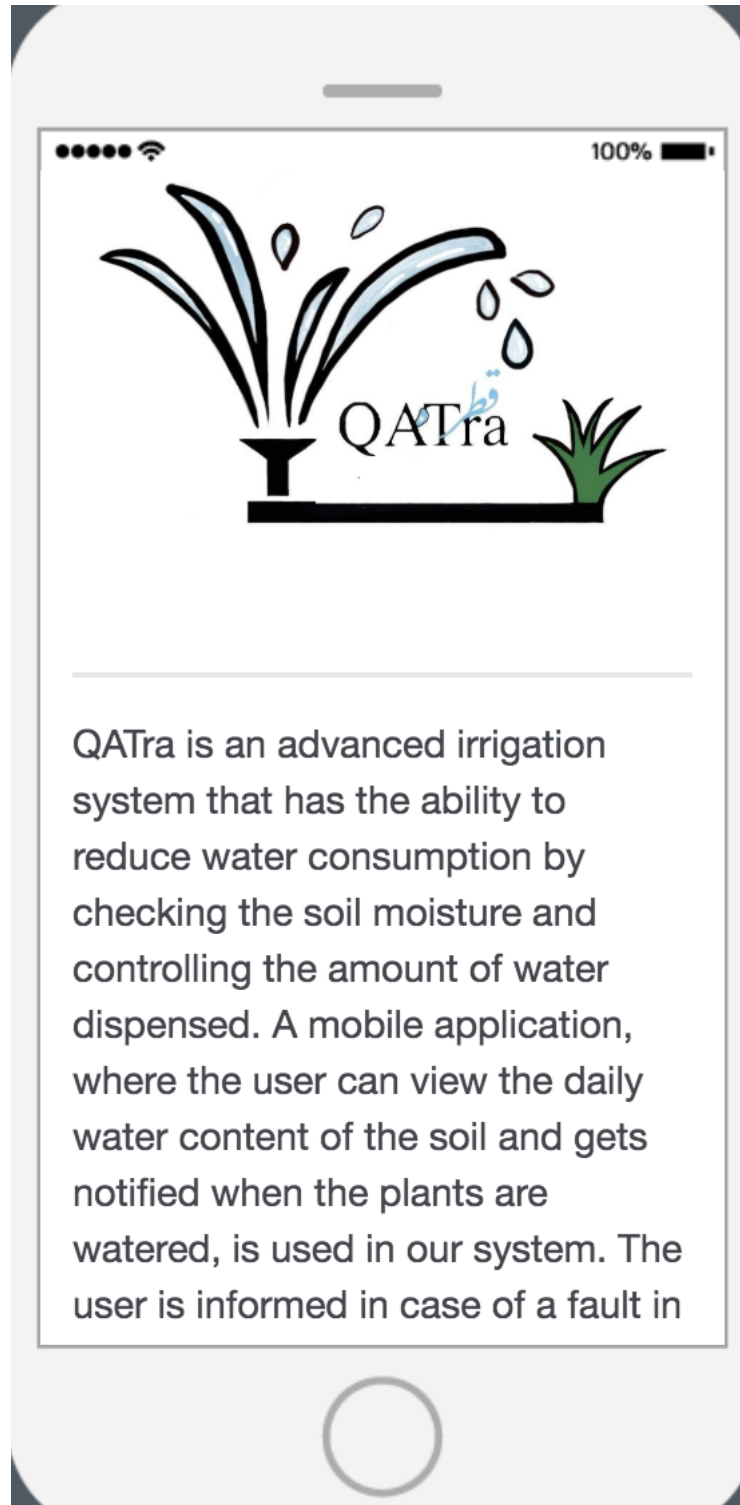 100%
قطر
QATra
QATra is an advanced irrigation
system that has the ability to
reduce water consumption by
checking the soil moisture and
controlling the amount of water
dispensed. A mobile application,
where the user can view the daily
water content of the soil and gets
notified when the plants are
watered, is used in our system. The
user is informed in case of a fault in